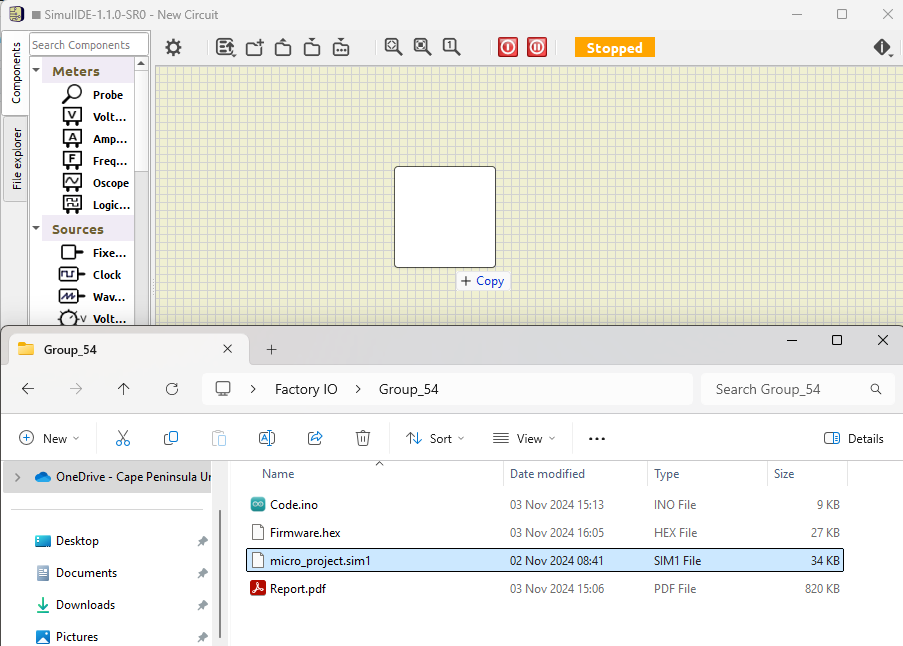 SimulIDE-1.1.0-SR0 - New Circuit
Components
File explorer
Search Components
1
Stopped
Meters
Probe
V Volt...
A Amp...
F Freq...
Oscope
Logic...
Sources
Fixe...
Clock
Wav...
V Volt...
+ Copy
Group_54
Factory IO > Group_54
Search Group_54
New
A
Sort
View
Details
OneDrive - Cape Peninsula Un
Desktop
Documents
Downloads
Pictures
Name Date modified Type Size
Code.ino 03 Nov 2024 15:13 INO File 9 KB
Firmware.hex 03 Nov 2024 16:05 HEX File 27 KB
micro_project.sim1 02 Nov 2024 08:41 SIM1 File 34 KB
Report.pdf 03 Nov 2024 15:06 PDF File 820 KB